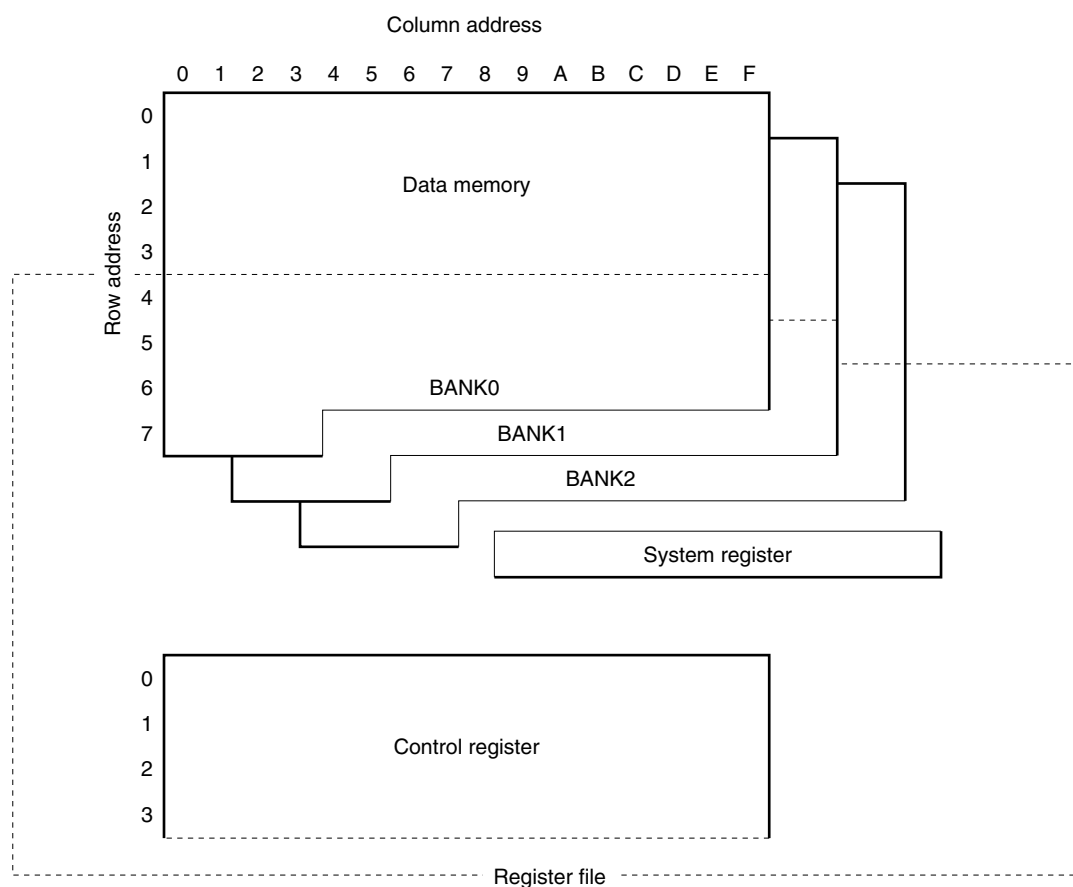 Column address
0 1 2 3 4 5 6 7 8 9 A B C D E F
Row address
0
1
2
3
4
5
6
7
Data memory
BANK0
BANK1
BANK2
System register
0
1
2
3
Control register
Register file